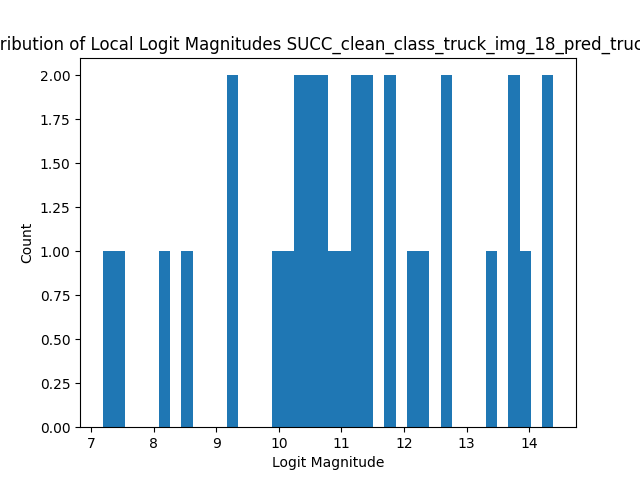 ribution of Local Logit Magnitudes SUCC_clean_class_truck_img_18_pred_truc
2.00
1.75
1.50
1.25
1.00
0.75
0.50
0.25
0.00
Count
7 8 9 10 11 12 13 14
Logit Magnitude